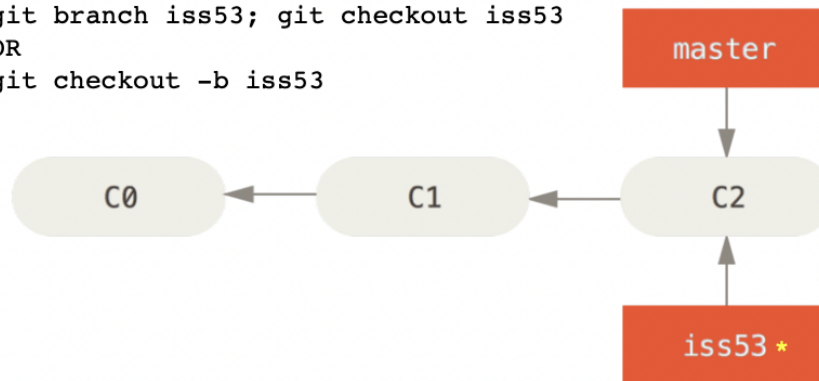 git branch iss53; git checkout iss53
OR
git checkout -b iss53
master
C0
C1
C2
iss53 *